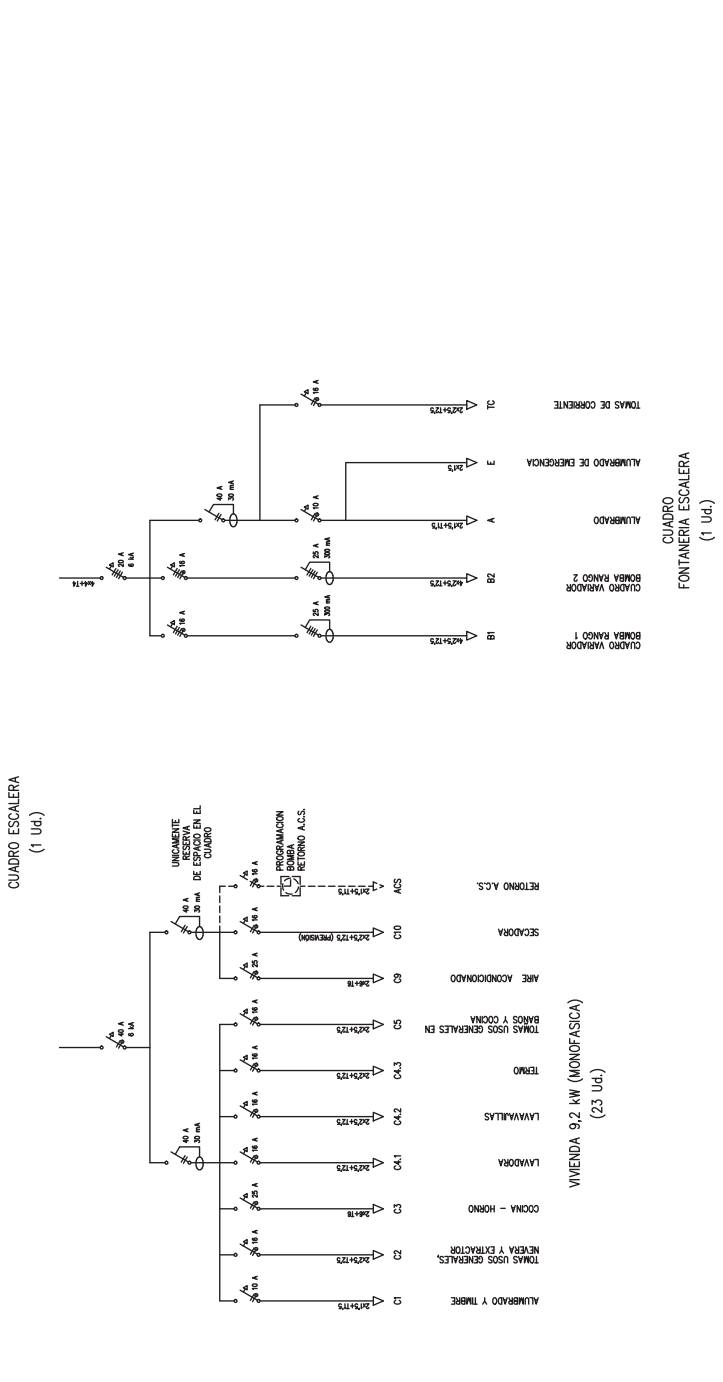 CUADRO ESCALERA
(1 Ud.)
4x4+T4
20 A
6 kA
16 A
25 A
300 mA
4x2'5+T2'5
B1
CUADRO VARIADOR
BOMBA RANGO 1
16 A
25 A
300 mA
4x2'5+T2'5
B2
CUADRO VARIADOR
BOMBA RANGO 2
40 A
30 mA
10 A
2x1'5+T1'5
A
ALUMBRADO
2x1'5
E
ALUMBRADO DE EMERGENCIA
16 A
2x2'5+T2'5
TC
TOMAS DE CORRIENTE
CUADRO
FONTANERIA ESCALERA
(1 Ud.)
40 A
6 kA
40 A
30 mA
10 A
2x1'5+T1'5
C1
ALUMBRADO Y TIMBRE
16 A
2x2'5+T2'5
C2
TOMAS USOS GENERALES,
NEVERA Y EXTRACTOR
25 A
2x6+T6
C3
COCINA - HORNO
16 A
2x2'5+T2'5
C4.1
LAVADORA
16 A
2x2'5+T2'5
C4.2
LAVAVAJILLAS
16 A
2x2'5+T2'5
C4.3
TERMO
16 A
2x2'5+T2'5
C5
TOMAS USOS GENERALES EN
BAÑOS Y COCINA
40 A
30 mA
25 A
2x6+T6
C9
AIRE ACONDICIONADO
16 A
2x2'5+T2'5 (PREVISION)
C10
SECADORA
UNICAMENTE
RESERVA
DE ESPACIO EN EL
CUADRO
16 A
PROGRAMACION
BOMBA
RETORNO A.C.S.
2x1'5+T1'5
ACS
RETORNO A.C.S.
VIVIENDA 9,2 kW (MONOFASICA)
(23 Ud.)